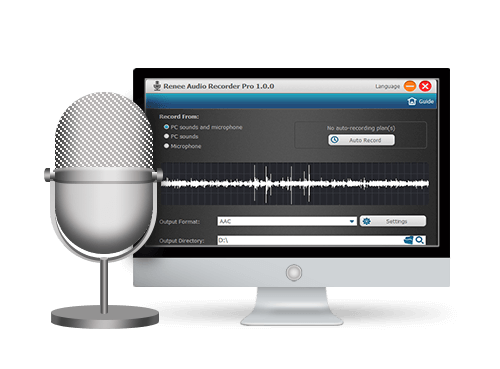 Renee Audio Recorder Pro 1.0.0
Language
Guide
Record From:
PC sounds and microphone
PC sounds
Microphone
No auto-recording plan(s)
Auto Record
Output Format:
AAC
Settings
Output Directory:
D:\